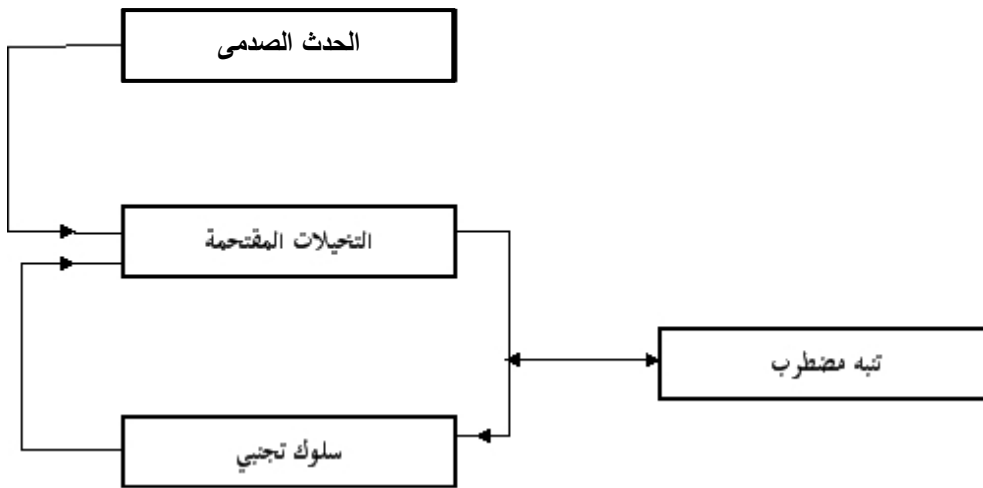 الحدث الصدمى
التخيلات المقتحمة
تنبه مضطرب
سلوك تجنبي